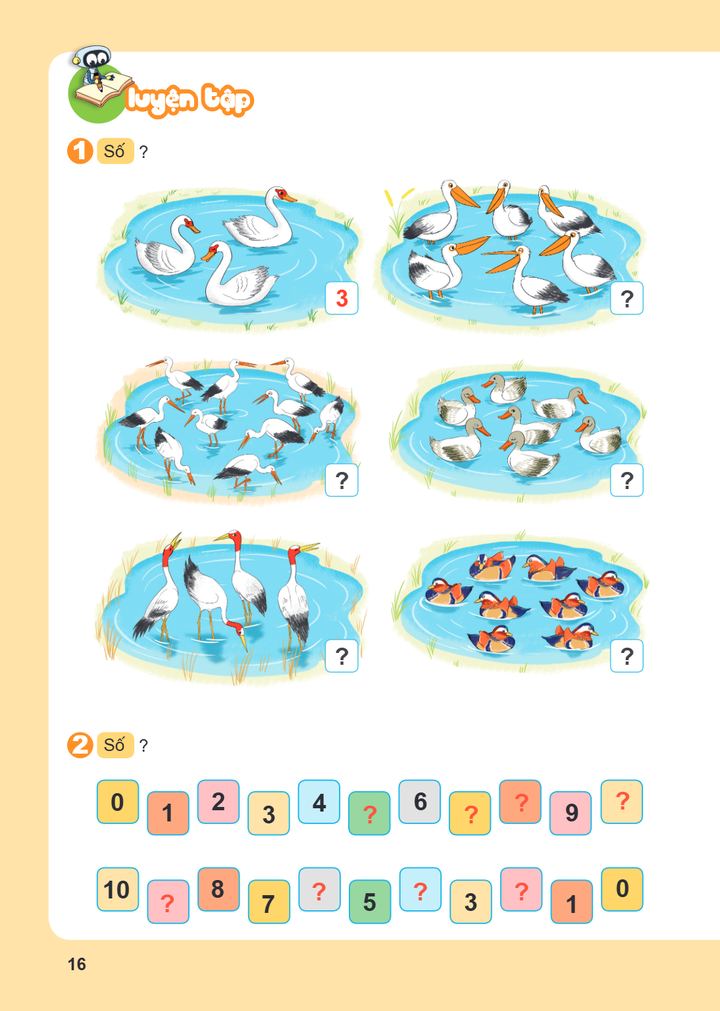 luyện tập
1 Số ?
3 ?
? ?
? ?
2 Số ?
0 1 2 3 4 ? 6 ? ? 9 ?
10 ? 8 7 ? 5 ? 3 ? 1 0
16